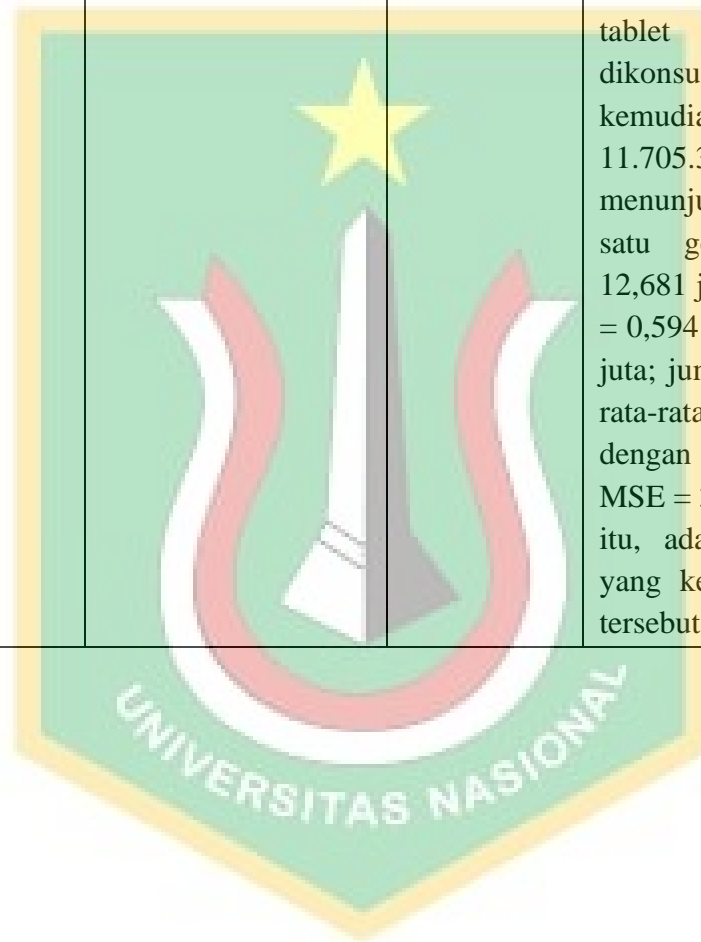 tablet
dikonsu
kemudia
11.705.3
menunju
satu g
12,681 j
= 0,594
juta; jur
rata-rata
dengan
MSE =
itu, ada
yang ke
tersebut
UNIVERSITAS NASIONAL